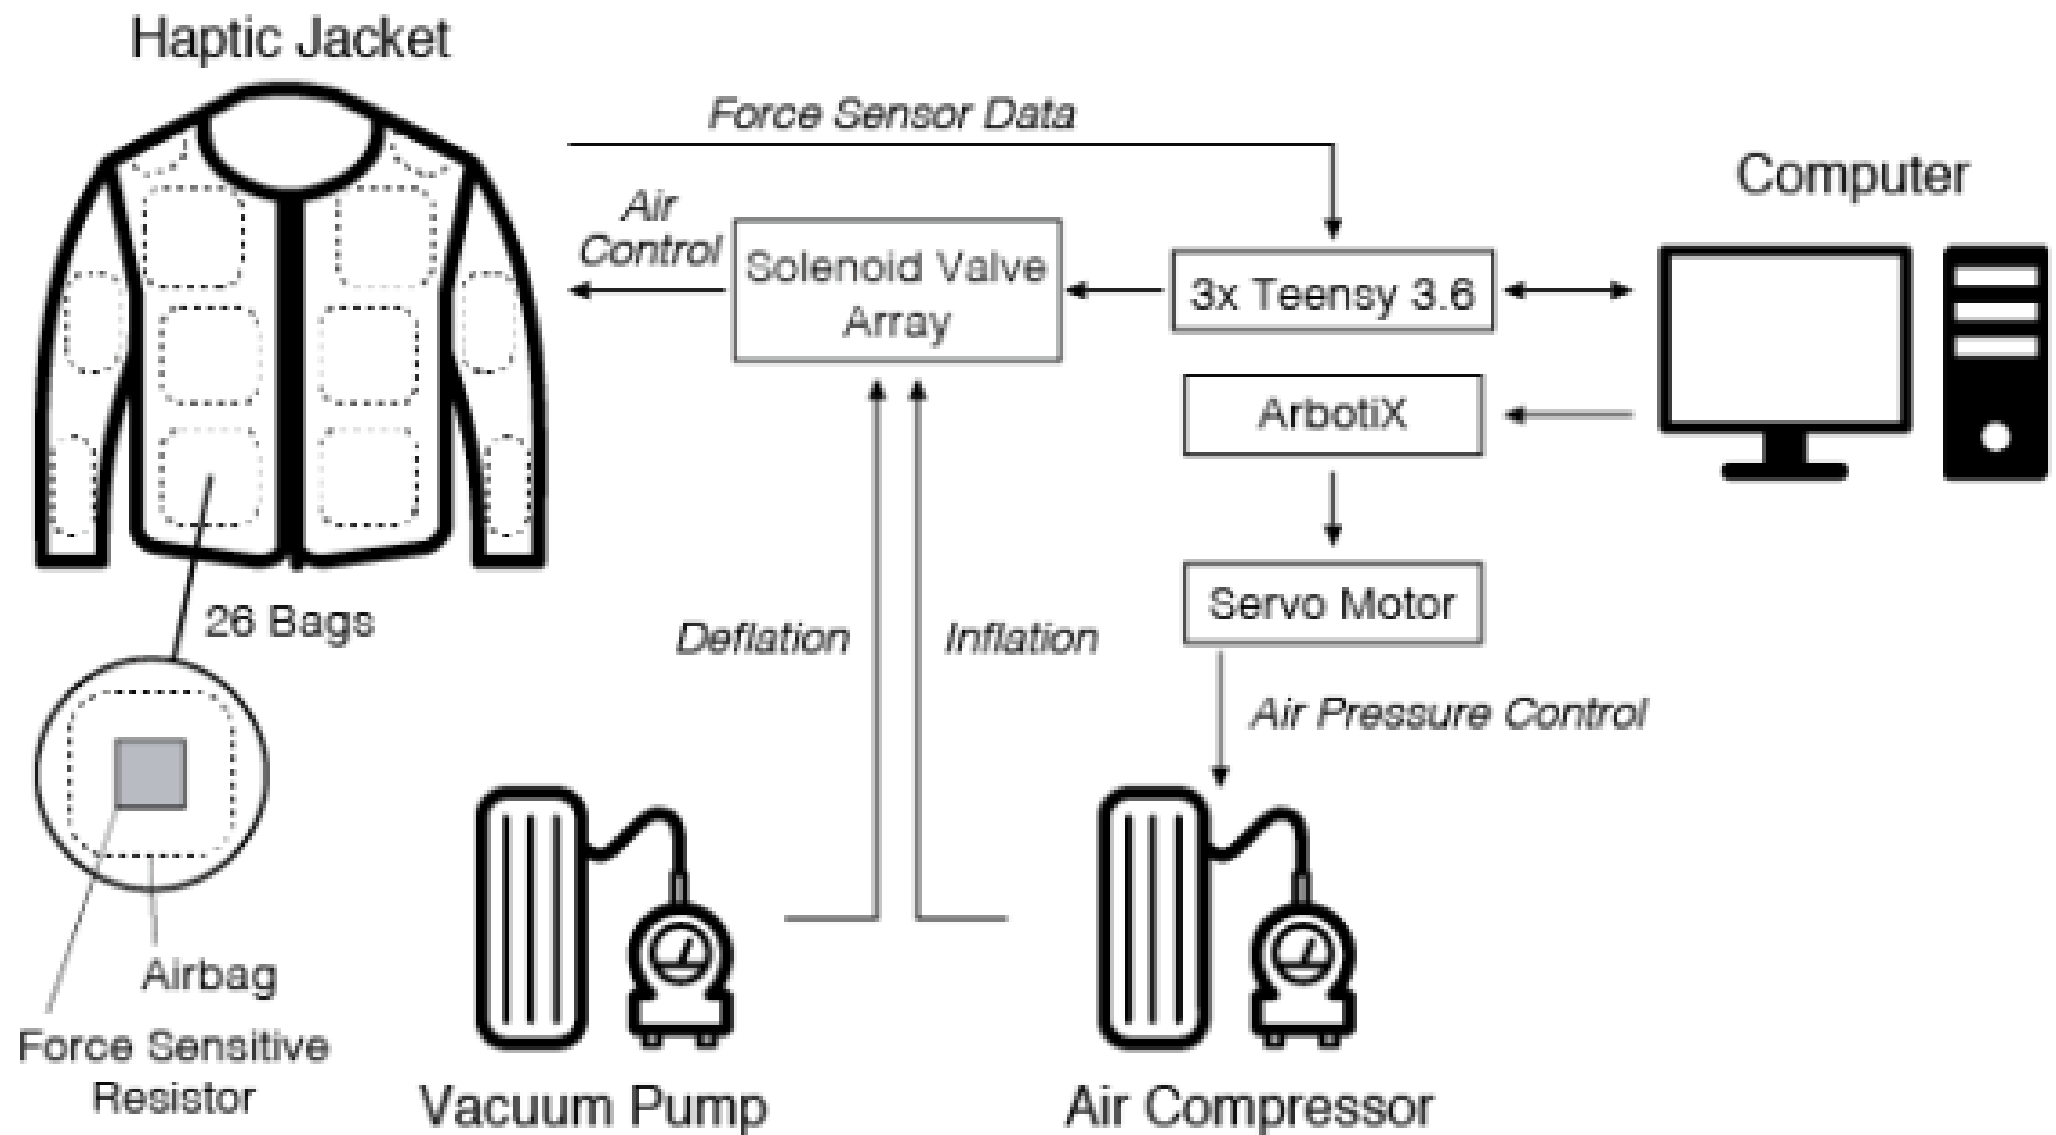 Haptic Jacket
Force Sensor Data
Computer
Air
Control
Solenoid Valve
Array
3x Teensy 3.6
ArbotiX
Servo Motor
26 Bags
Deflation
Inflation
Air Pressure Control
Airbag
Force Sensitive
Resistor
Vacuum Pump
Air Compressor